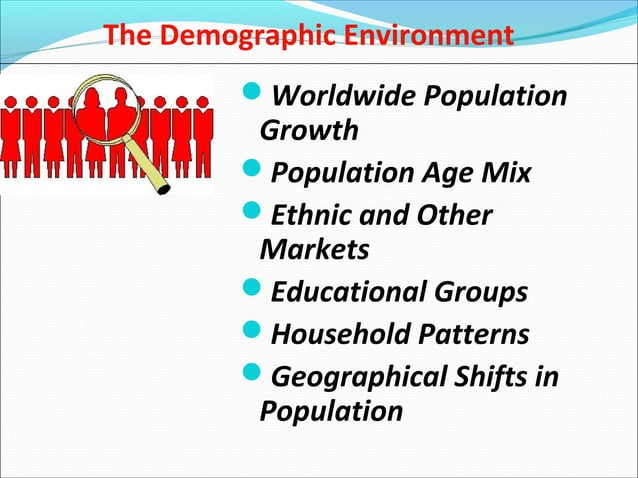 The Demographic Environment
Worldwide Population
Growth
Population Age Mix
Ethnic and Other
Markets
Educational Groups
Household Patterns
Geographical Shifts in
Population